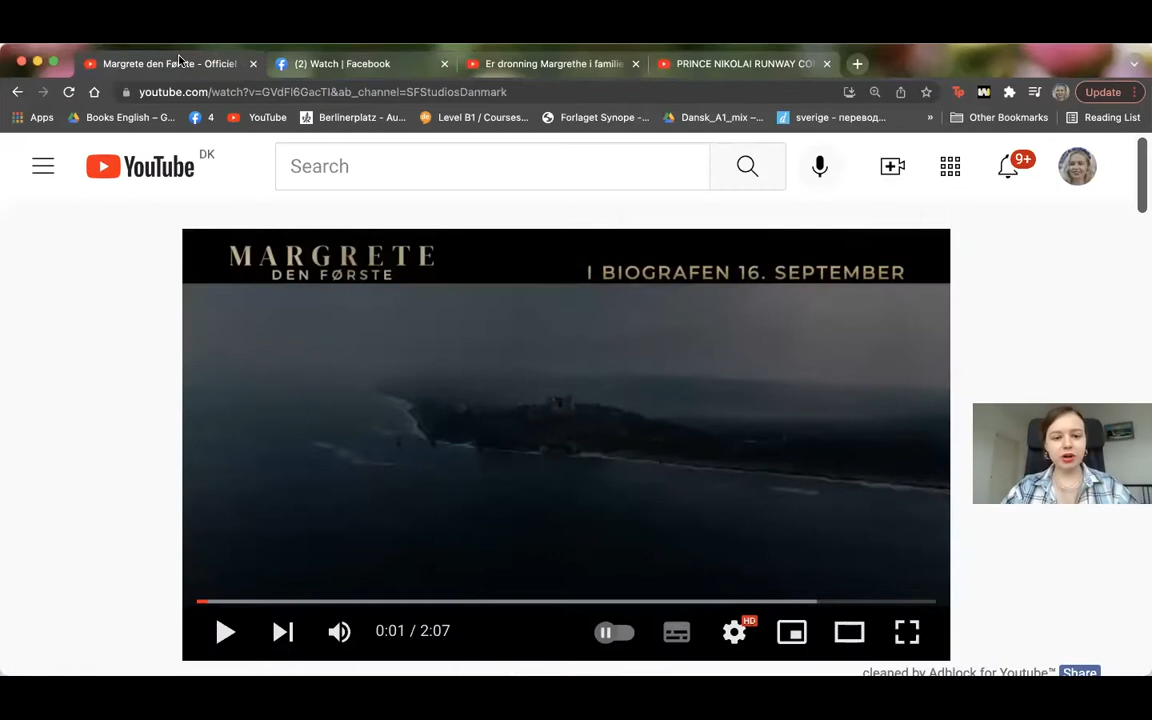 Margrete den Første - Officiel
(2) Watch | Facebook
Er dronning Margrethe i familie
PRINCE NIKOLAI RUNWAY CO
youtube.com/watch?v=GVdFl6GacTI&ab_channel=SFStudiosDanmark
Update
Apps
Books English – G...
4
YouTube
Berlinerplatz - Au...
Level B1 / Courses...
Forlaget Synope - ...
Dansk_A1_mix –...
sverige - перевод...
»
Other Bookmarks
Reading List
YouTube
DK
Search
9+
MARGRETE
DEN FØRSTE
I BIOGRAFEN 16. SEPTEMBER
0:01 / 2:07
HD
cleaned by Adblock for Youtube™
Share